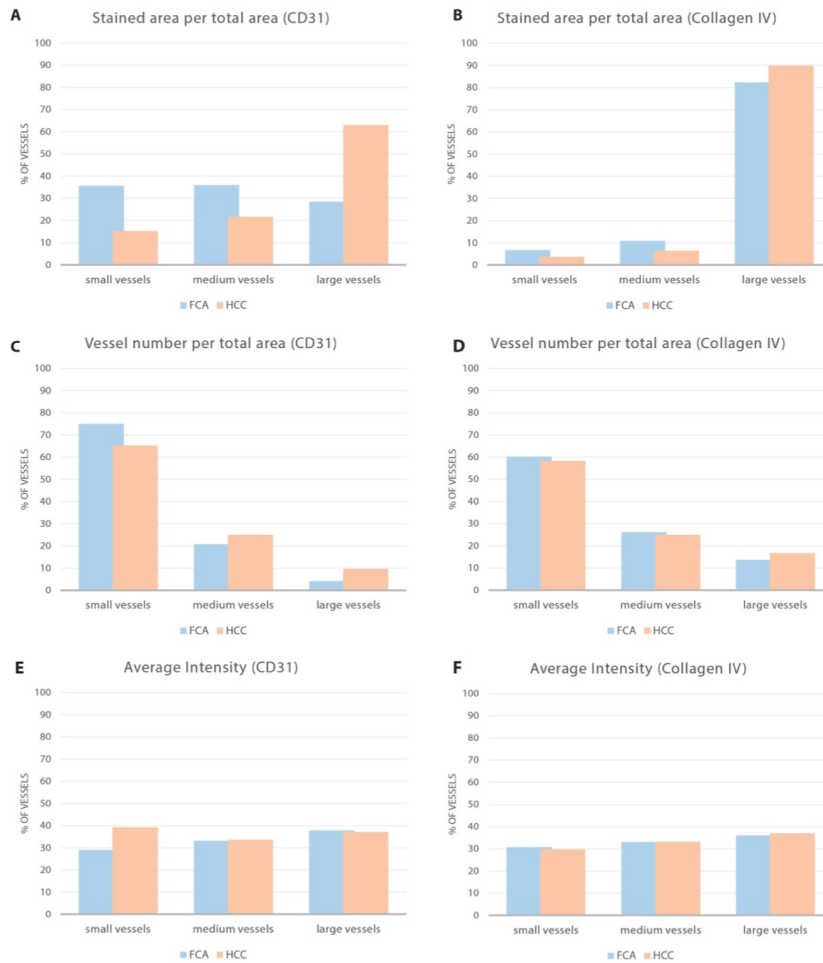 A
Stained area per total area (CD31)
100
90
80
70
60
50
40
30
20
10
0
% OF VESSELS
small vessels medium vessels large vessels
FCA HCC
B
Stained area per total area (Collagen IV)
100
90
80
70
60
50
40
30
20
10
0
% OF VESSELS
small vessels medium vessels large vessels
FCA HCC
C
Vessel number per total area (CD31)
100
90
80
70
60
50
40
30
20
10
0
% OF VESSELS
small vessels medium vessels large vessels
FCA HCC
D
Vessel number per total area (Collagen IV)
100
90
80
70
60
50
40
30
20
10
0
% OF VESSELS
small vessels medium vessels large vessels
FCA HCC
E
Average Intensity (CD31)
100
90
80
70
60
50
40
30
20
10
0
% OF VESSELS
small vessels medium vessels large vessels
FCA HCC
F
Average Intensity (Collagen IV)
100
90
80
70
60
50
40
30
20
10
0
% OF VESSELS
small vessels medium vessels large vessels
FCA HCC